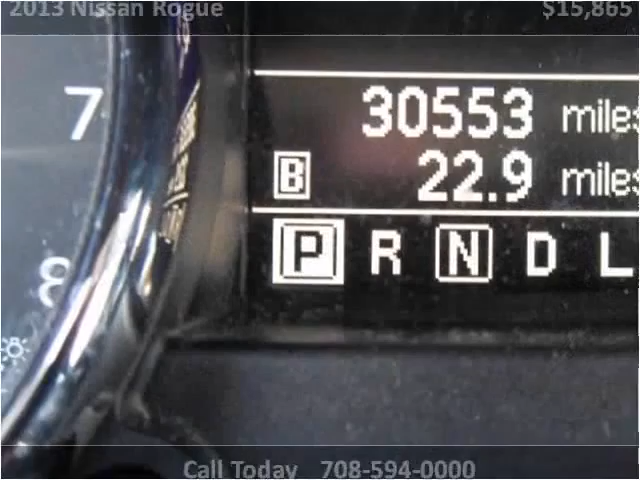 2013 Nissan Rogue $15,865
7
30553 miles
B 22.9 miles
P R N D L
8
Call Today 708-594-0000